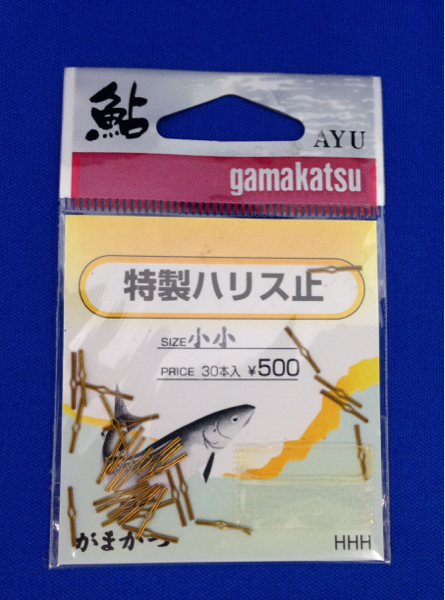 鮎
AYU
gamakatsu
特製ハリス止
SIZE 小小
PRICE 30本入 ¥500
がまかつ
HHH